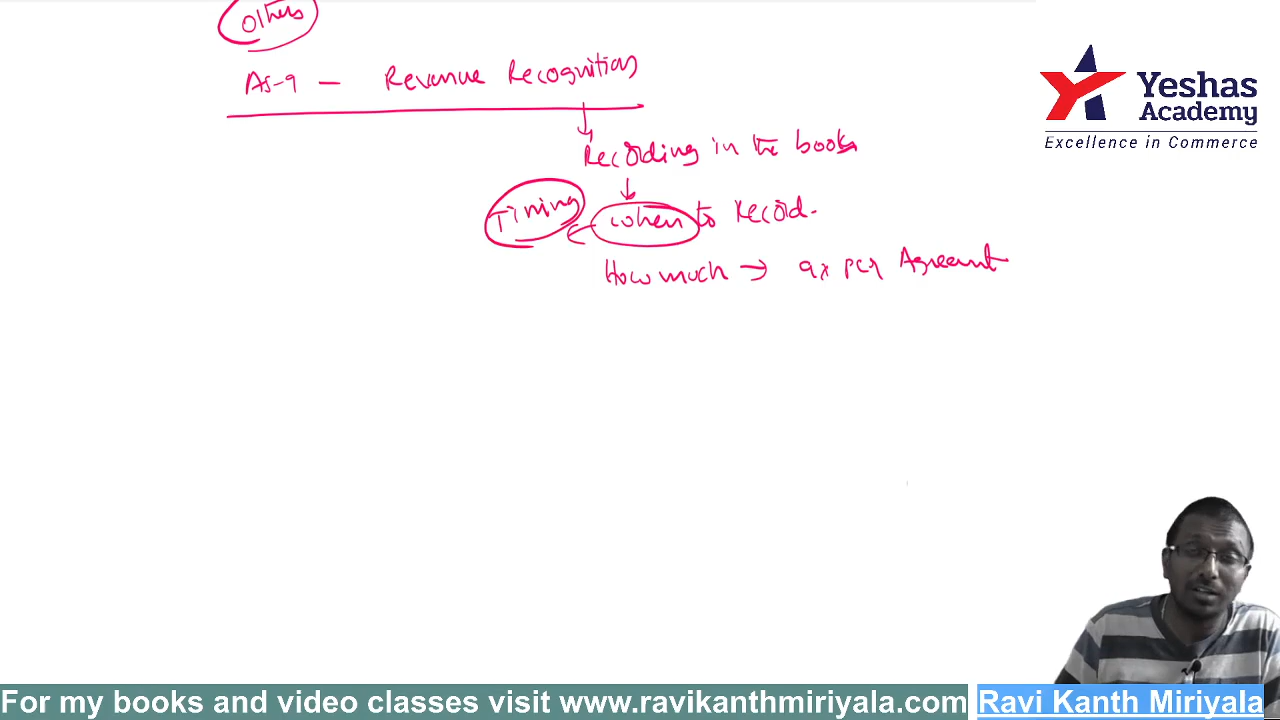 Others
AS-9 — Revenue Recognition
Recording in the books
Timing when to Record.
How much → as per Agreement
Yeshas
Academy
Excellence in Commerce
For my books and video classes visit www.ravikanthmiriyala.com Ravi Kanth Miriyala